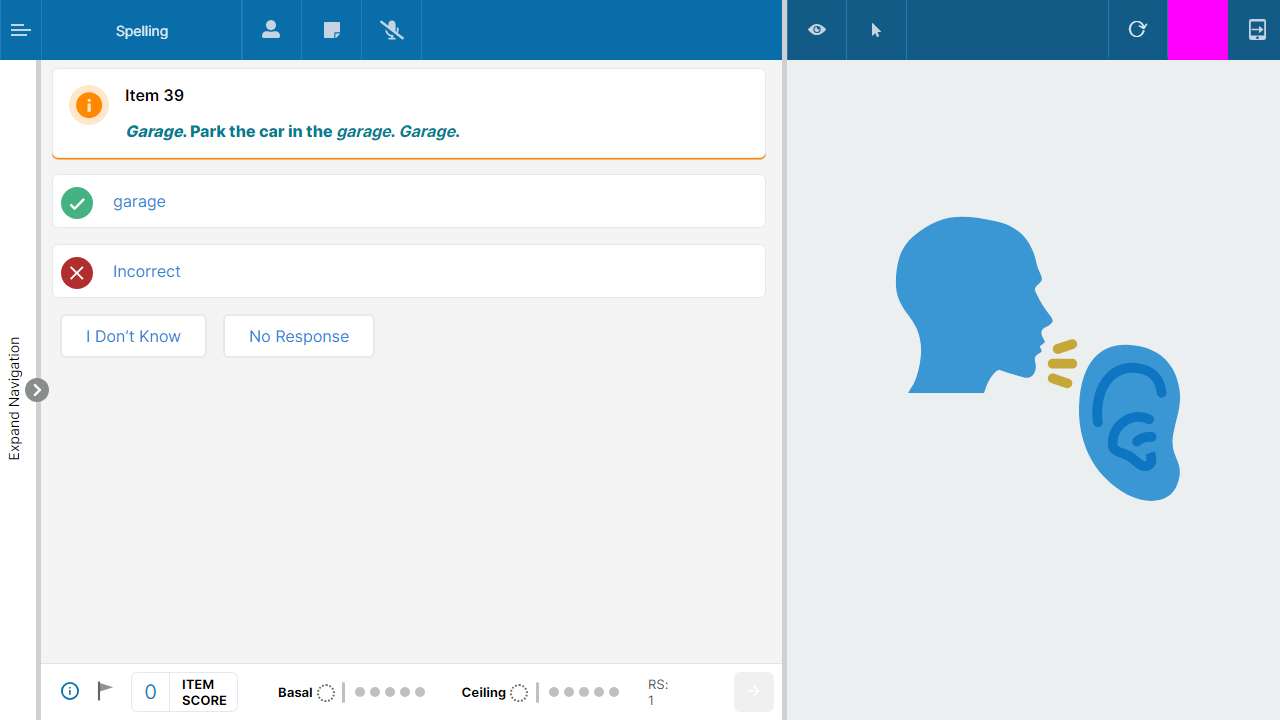 Spelling
Item 39
Garage. Park the car in the garage. Garage.
garage
Incorrect
I Don’t Know
No Response
Expand Navigation
0
ITEM
SCORE
Basal
Ceiling
RS:
1